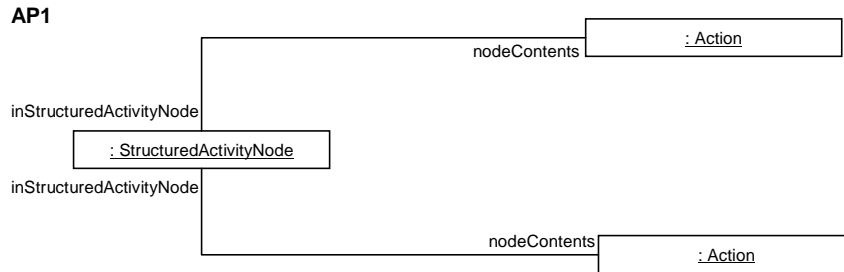 AP1
nodeContents
: Action
inStructuredActivityNode
: StructuredActivityNode
inStructuredActivityNode
nodeContents
: Action